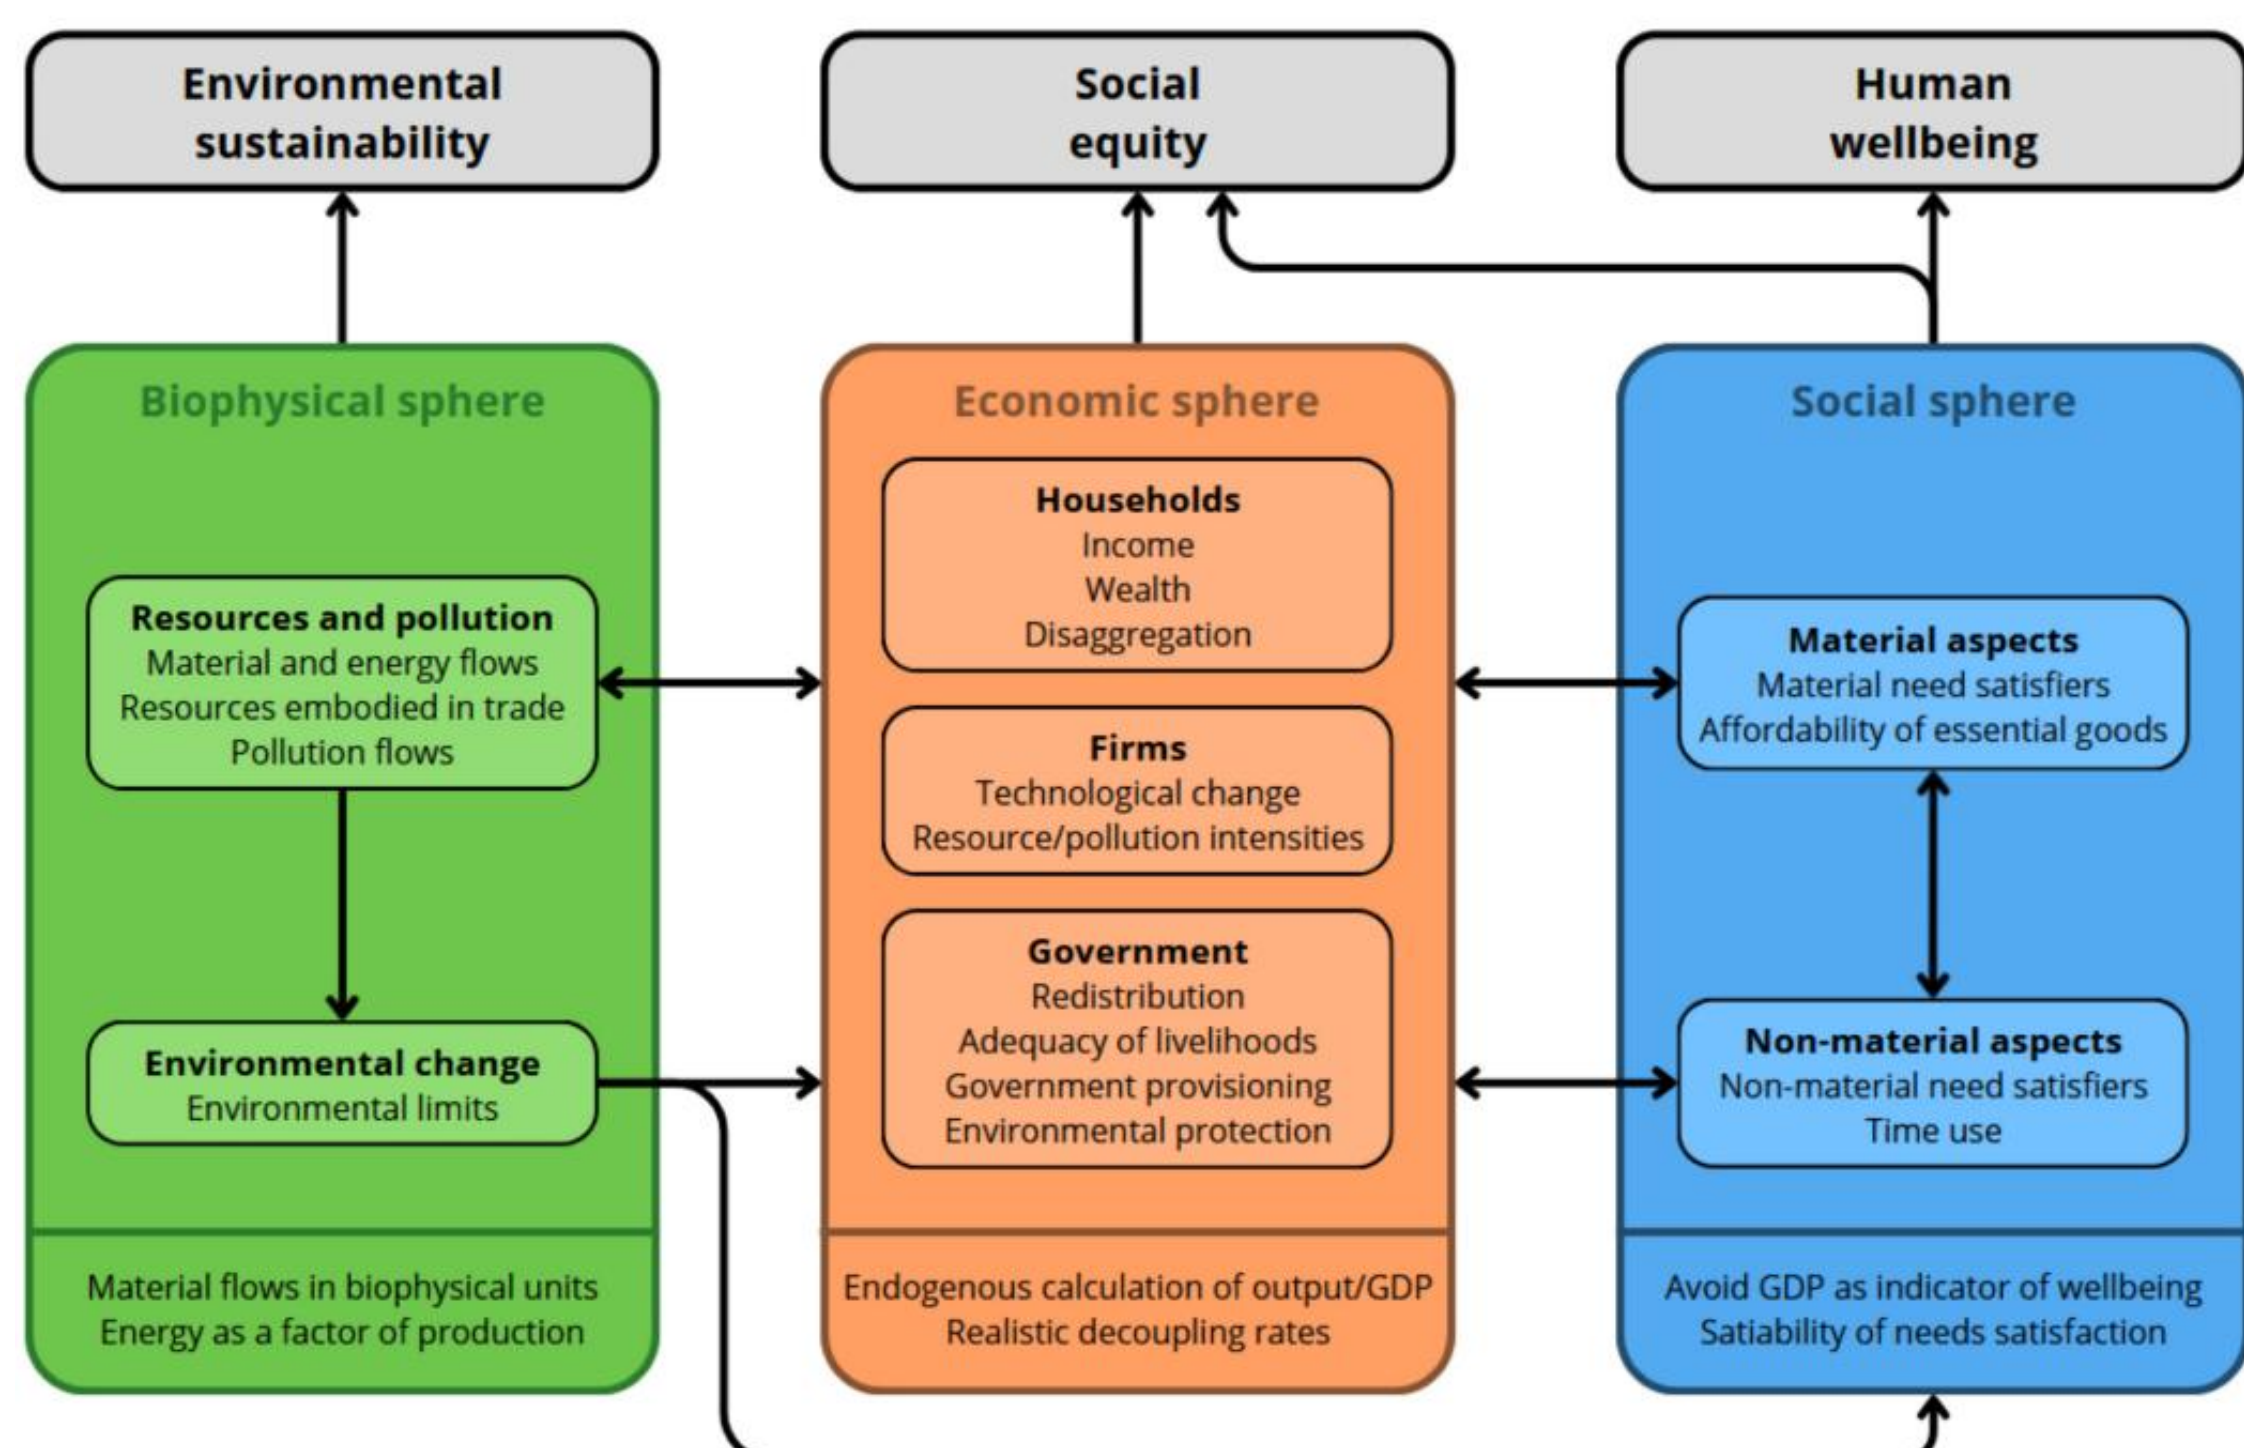 Environmental
sustainability
Social
equity
Human
wellbeing
Biophysical sphere
Resources and pollution
Material and energy flows
Resources embodied in trade
Pollution flows
Environmental change
Environmental limits
Material flows in biophysical units
Energy as a factor of production
Economic sphere
Households
Income
Wealth
Disaggregation
Firms
Technological change
Resource/pollution intensities
Government
Redistribution
Adequacy of livelihoods
Government provisioning
Environmental protection
Endogenous calculation of output/GDP
Realistic decoupling rates
Social sphere
Material aspects
Material need satisfiers
Affordability of essential goods
Non-material aspects
Non-material need satisfiers
Time use
Avoid GDP as indicator of wellbeing
Satiability of needs satisfaction